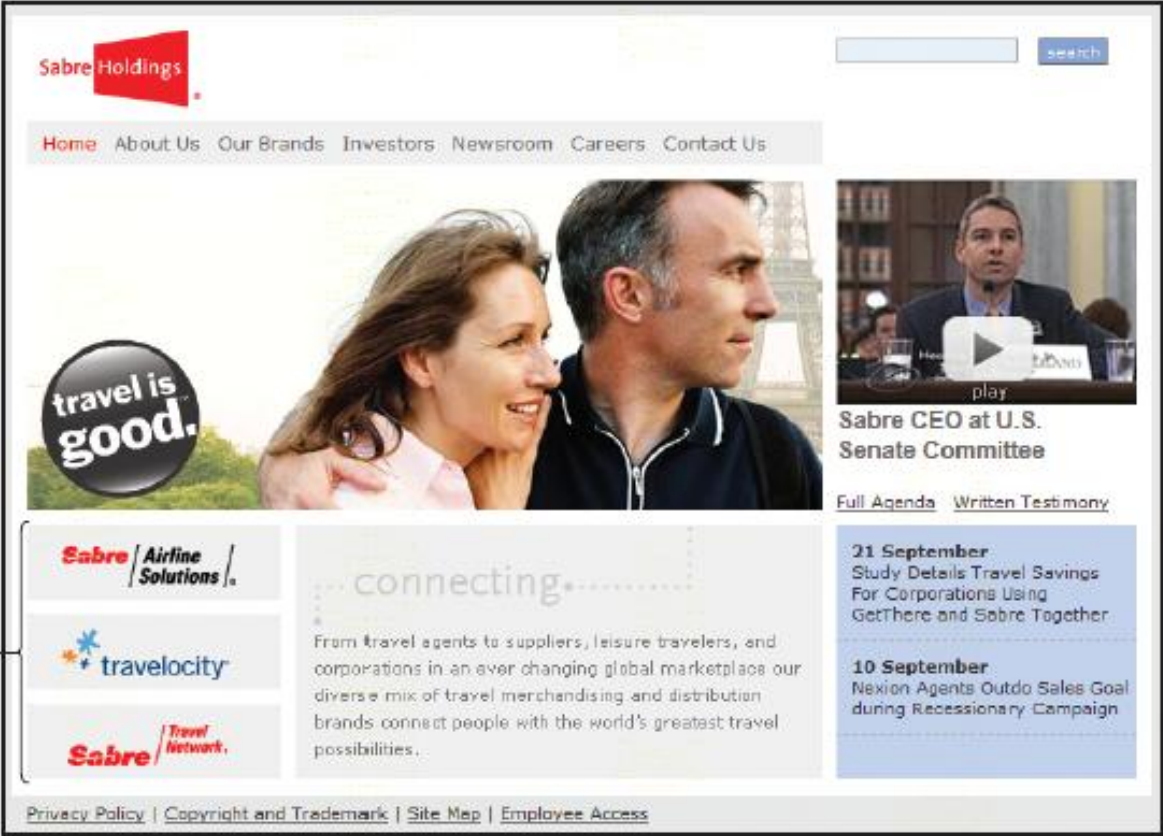 Sabre Holdings
search
Home About Us Our Brands Investors Newsroom Careers Contact Us
travel is
good.
play
Sabre CEO at U.S.
Senate Committee
Full Agenda Written Testimony
Sabre Airline
Solutions
travelocity
Sabre Travel
Network
connecting.
From travel agents to suppliers, leisure travelers, and
corporations in an ever changing global marketplace our
diverse mix of travel merchandising and distribution
brands connect people with the world's greatest travel
possibilities.
21 September
Study Details Travel Savings
For Corporations Using
GetThere and Sabre Together
10 September
Nexion Agents Outdo Sales Goal
during Recessionary Campaign
Privacy Policy | Copyright and Trademark | Site Map | Employee Access